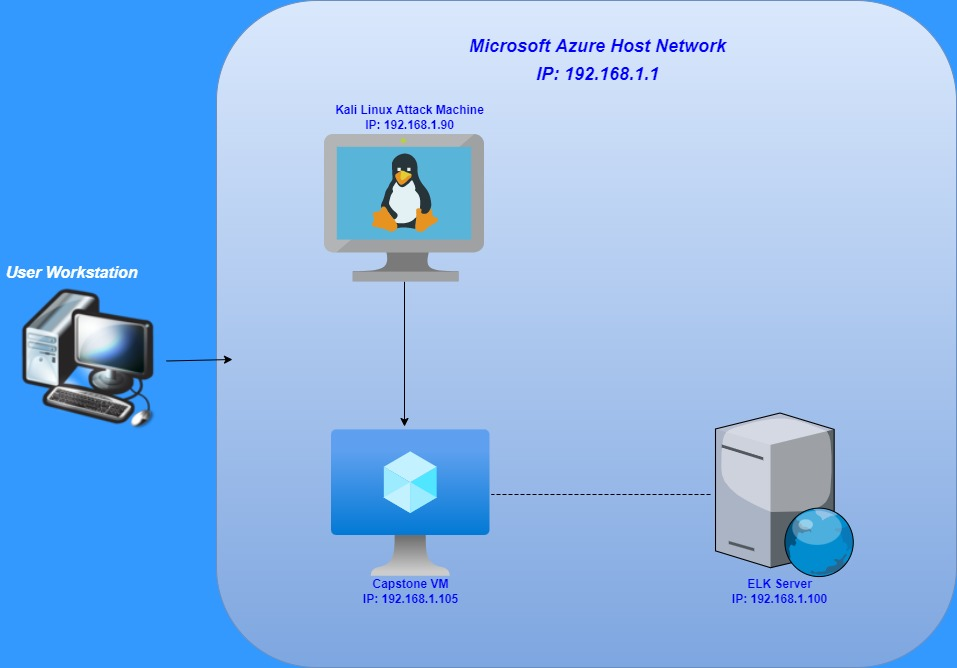 Microsoft Azure Host Network
IP: 192.168.1.1
Kali Linux Attack Machine
IP: 192.168.1.90
User Workstation
Capstone VM
IP: 192.168.1.105
ELK Server
IP: 192.168.1.100